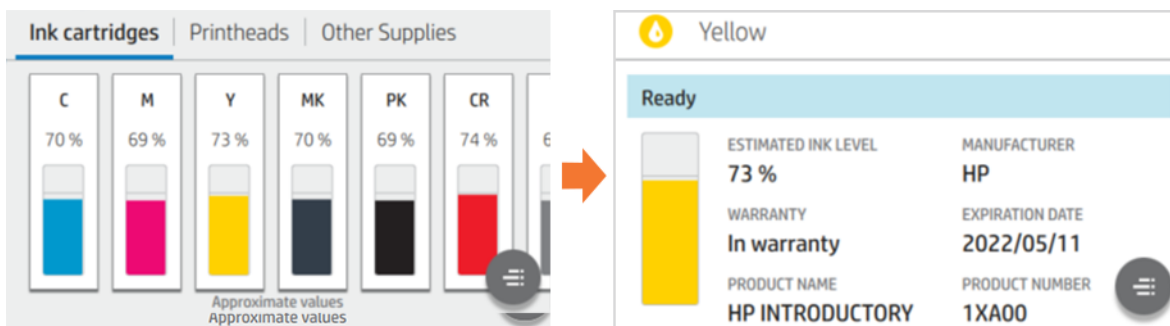 Ink cartridges Printheads Other Supplies
C M Y MK PK CR
70 % 69 % 73 % 70 % 69 % 74 % 6
Approximate values
Approximate values
Yellow
Ready
ESTIMATED INK LEVEL MANUFACTURER
73 % HP
WARRANTY EXPIRATION DATE
In warranty 2022/05/11
PRODUCT NAME PRODUCT NUMBER
HP INTRODUCTORY 1XA00